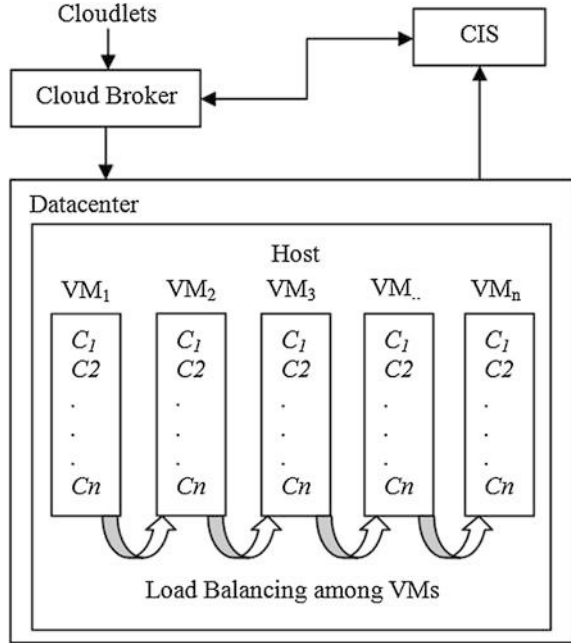 Cloudlets
CIS
Cloud Broker
Datacenter
Host
VM₁ VM₂ VM₃ VM.. VMₙ
C₁ C₁ C₁ C₁ C₁
C2 C2 C2 C2 C2
. . . . .
. . . . .
. . . . .
Cn Cn Cn Cn Cn
Load Balancing among VMs